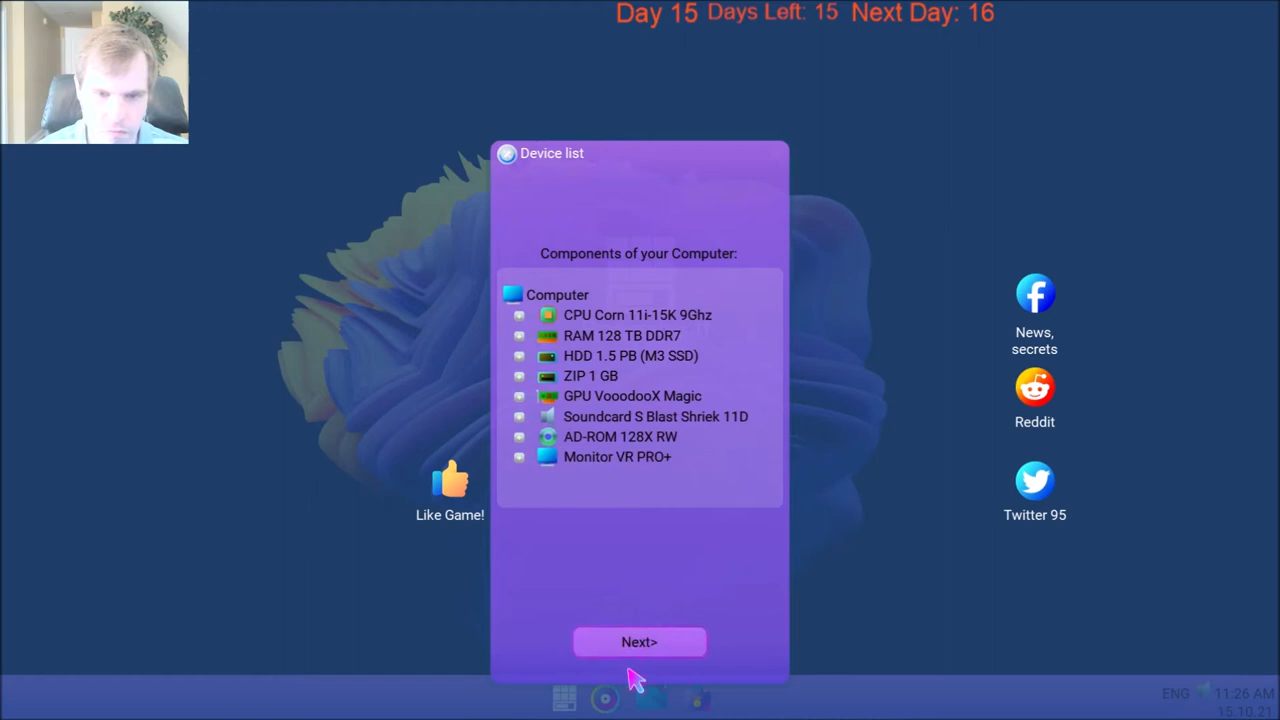 Day 15 Days Left: 15 Next Day: 16
Device list
Components of your Computer:
Computer
CPU Corn 11i-15K 9Ghz
RAM 128 TB DDR7
HDD 1.5 PB (M3 SSD)
ZIP 1 GB
GPU VooodooX Magic
Soundcard S Blast Shriek 11D
AD-ROM 128X RW
Monitor VR PRO+
News,
secrets
Reddit
Like Game!
Twitter 95
Next>
ENG 11:26 AM
15.10.21